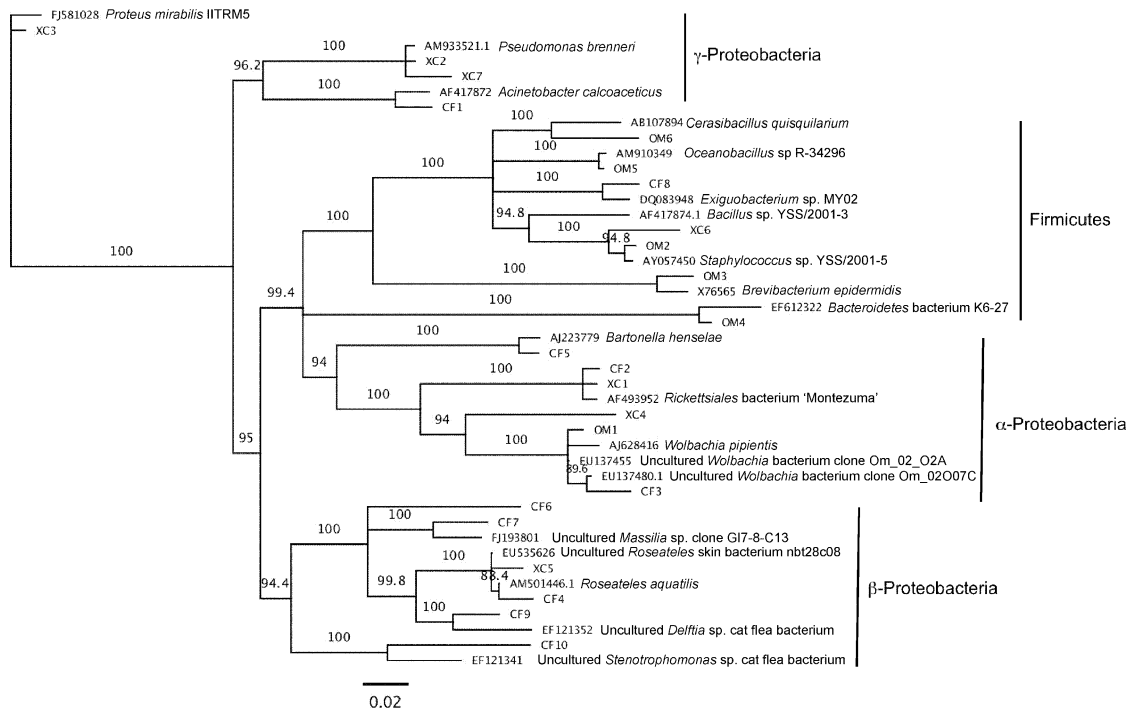 FJ581028 Proteus mirabilis IITRM5
XC3
100
AM933521.1 Pseudomonas brenneri
XC2
γ-Proteobacteria
96.2
XC7
100
AF417872 Acinetobacter calcoaceticus
CF1
100
AB107894 Cerasibacillus quisquilarium
OM6
100
AM910349 Oceanobacillus sp R-34296
100
OM5
100
CF8
DQ083948 Exiguobacterium sp. MY02
94.8
AF417874.1 Bacillus sp. YSS/2001-3
Firmicutes
100
100
XC6
94.8
OM2
100
AY057450 Staphylococcus sp. YSS/2001-5
100
OM3
99.4
X76565 Brevibacterium epidermidis
100
EF612322 Bacteroidetes bacterium K6-27
OM4
100
AJ223779 Bartonella henselae
CF5
94
100
CF2
XC1
100
AF493952 Rickettsiales bacterium ‘Montezuma’
94
XC4
α-Proteobacteria
OM1
95
100
AJ628416 Wolbachia pipientis
EU137455 Uncultured Wolbachia bacterium clone Om_02_O2A
89.6
EU137480.1 Uncultured Wolbachia bacterium clone Om_02O07C
CF3
CF6
100
CF7
100
FJ193801 Uncultured Massilia sp. clone GI7-8-C13
100
EU535626 Uncultured Roseateles skin bacterium nbt28c08
XC5
94.4
99.8
88.4
AM501446.1 Roseateles aquatilis
β-Proteobacteria
CF4
100
CF9
EF121352 Uncultured Delftia sp. cat flea bacterium
100
CF10
EF121341 Uncultured Stenotrophomonas sp. cat flea bacterium
0.02